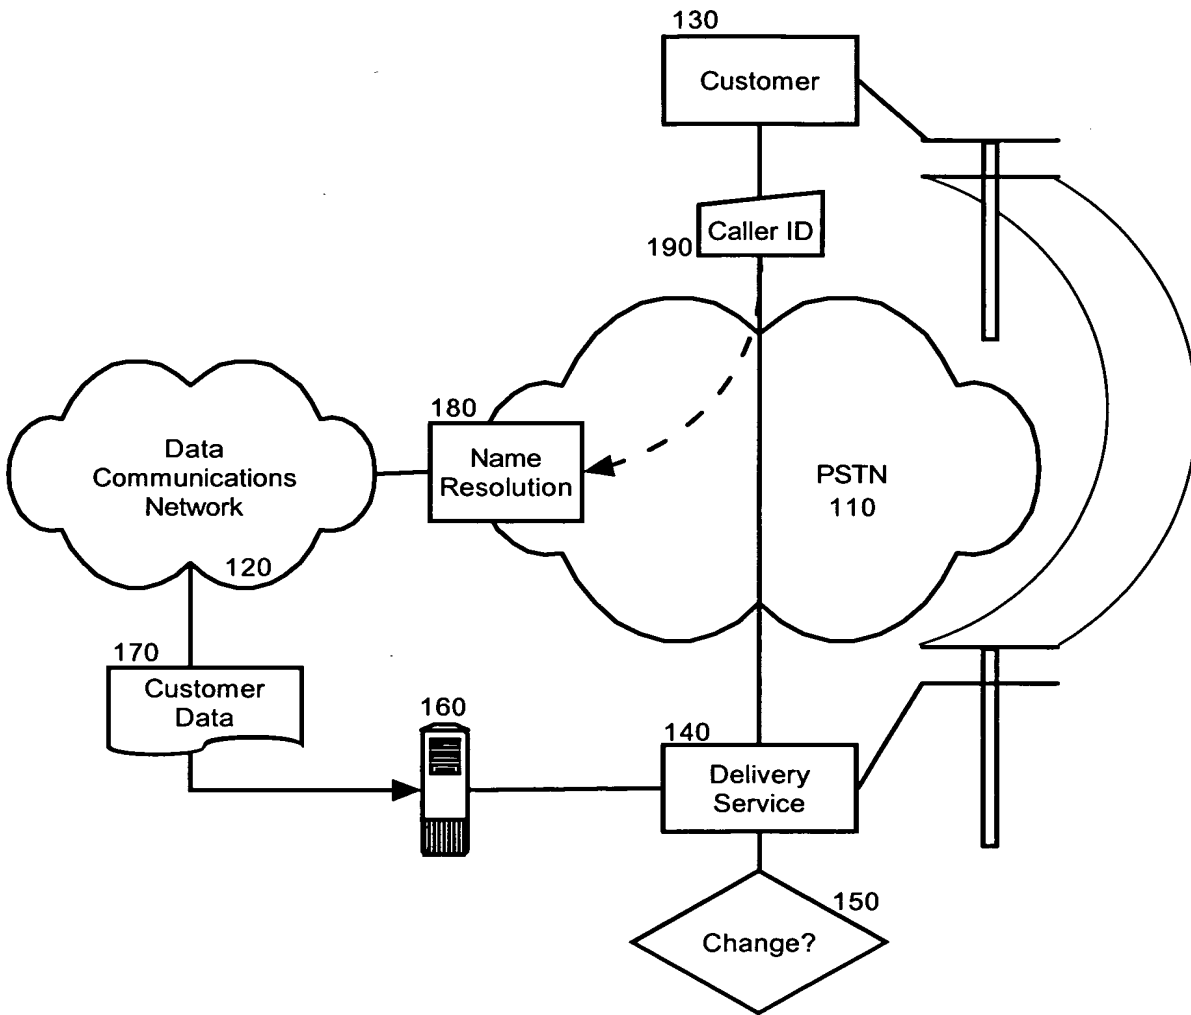 130
Customer
Caller ID
190
180
Name
Resolution
Data
Communications
Network
120
PSTN
110
170
Customer
Data
160
140
Delivery
Service
150
Change?